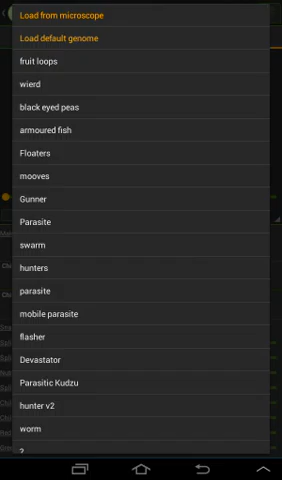 Load from microscope
Load default genome
fruit loops
wierd
black eyed peas
armoured fish
Floaters
mooves
Gunner
Parasite
swarm
hunters
parasite
mobile parasite
flasher
Devastator
Parasitic Kudzu
hunter v2
worm
?